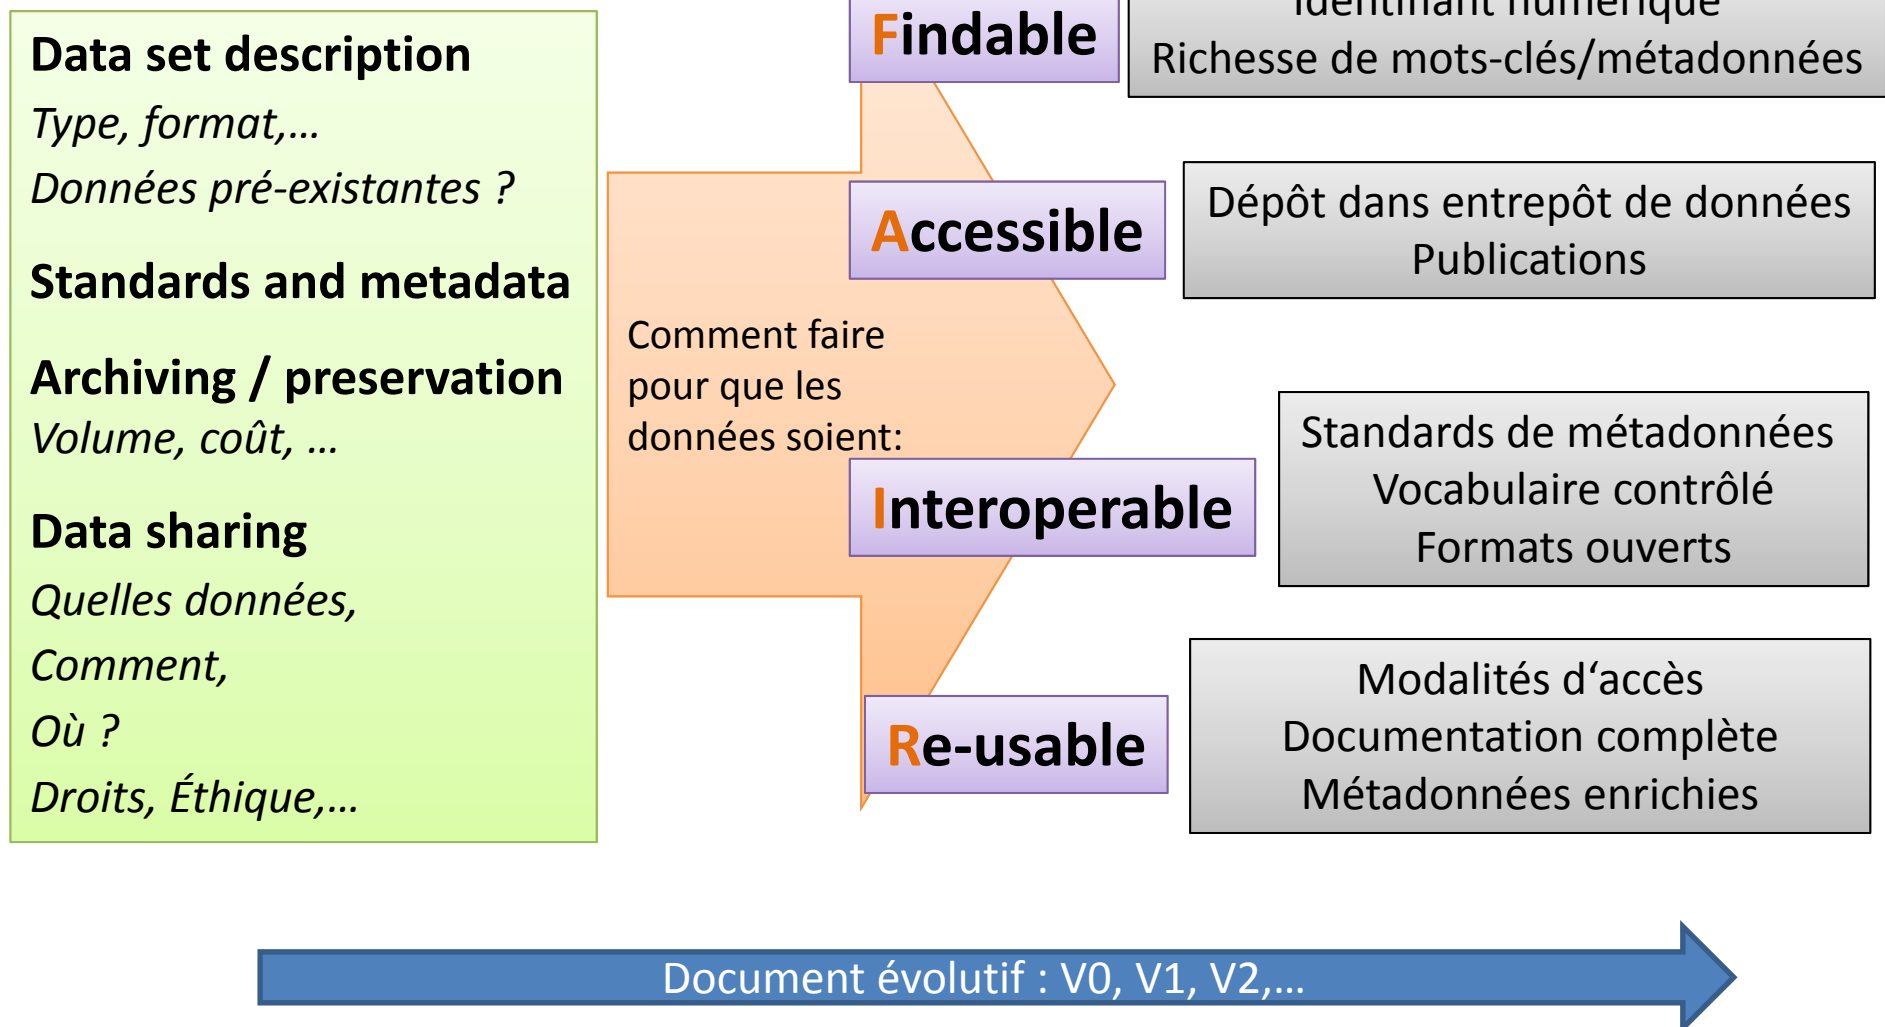 Data set description
Type, format,...
Données pré-existantes ?
Standards and metadata
Archiving / preservation
Volume, coût, ...
Data sharing
Quelles données,
Comment,
Où ?
Droits, Éthique,...
Comment faire
pour que les
données soient:
Findable
Identifiant numérique
Richesse de mots-clés/métadonnées
Accessible
Dépôt dans entrepôt de données
Publications
Interoperable
Standards de métadonnées
Vocabulaire contrôlé
Formats ouverts
Re-usable
Modalités d‘accès
Documentation complète
Métadonnées enrichies
Document évolutif : V0, V1, V2,...